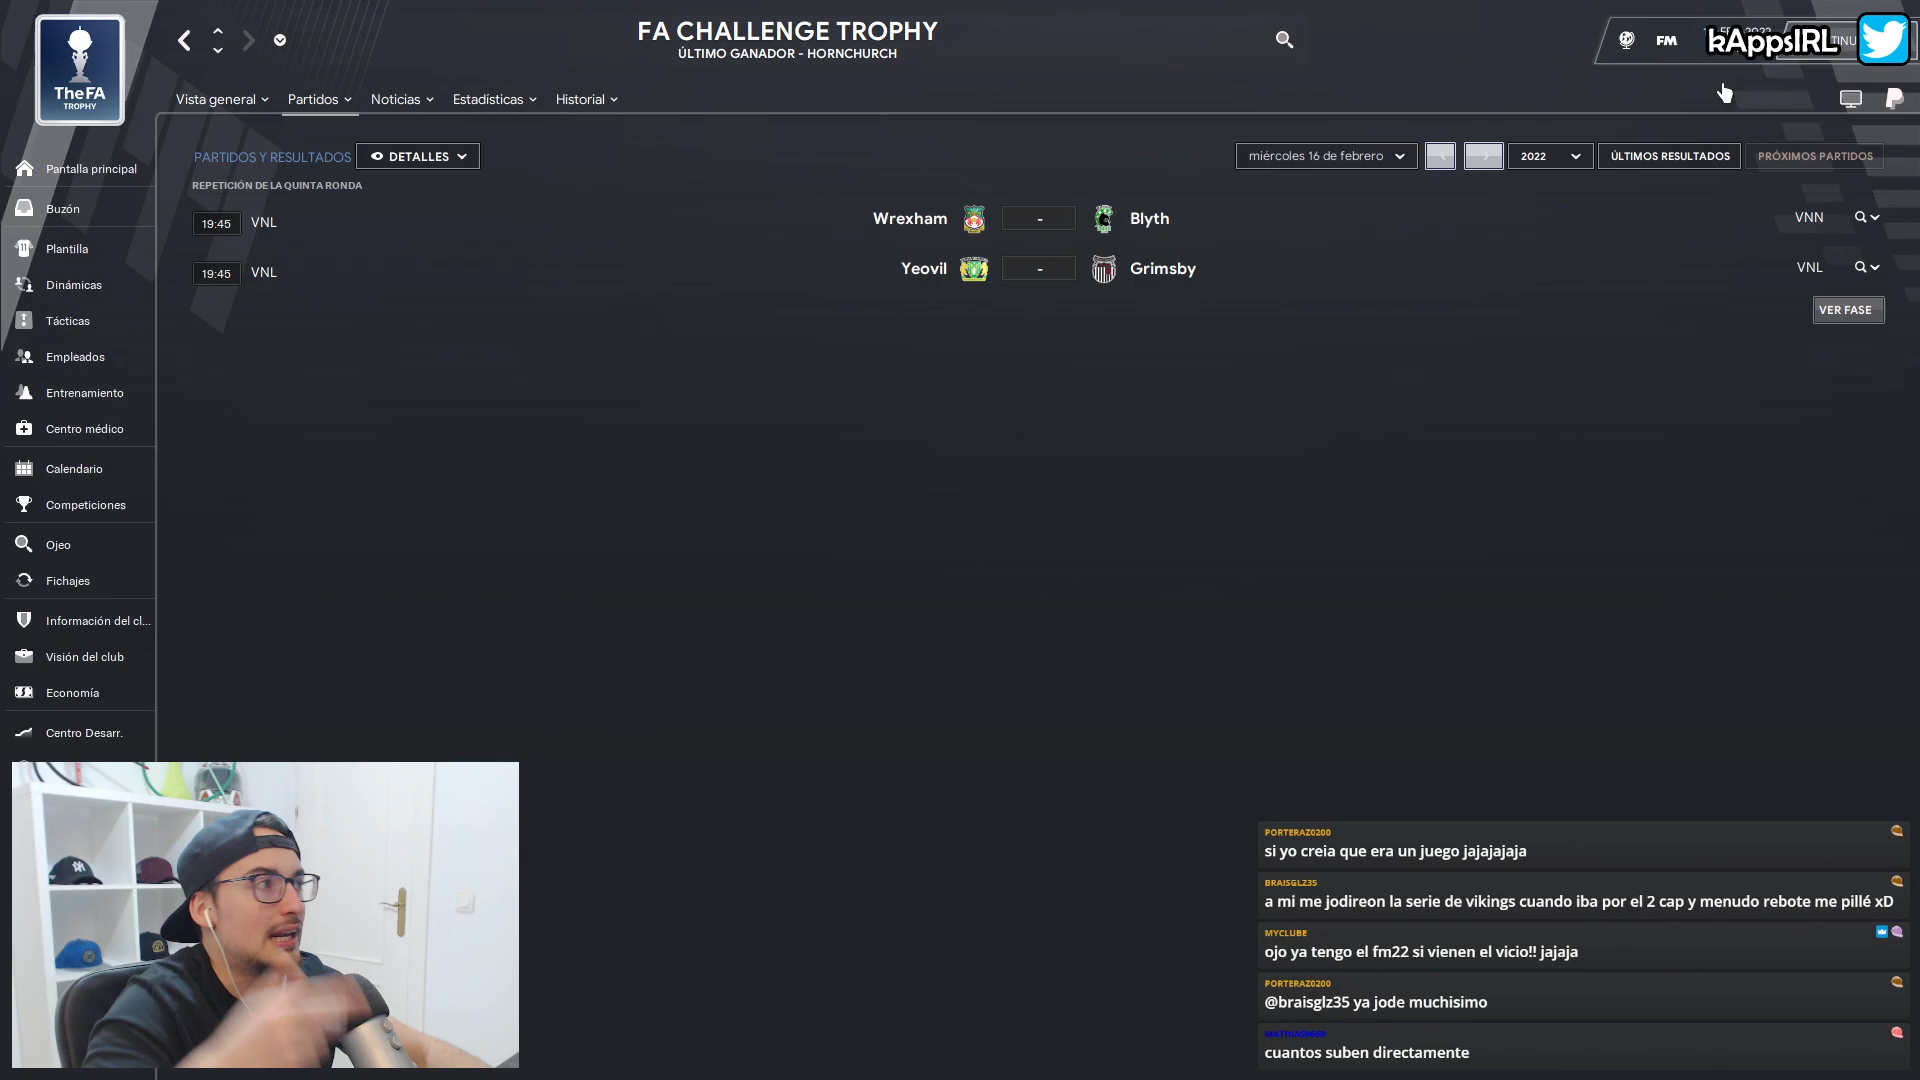 FA CHALLENGE TROPHY
ÚLTIMO GANADOR - HORNCHURCH
FM
kAppsIRL
TheFA
TROPHY
Vista general
Partidos
Noticias
Estadísticas
Historial
PARTIDOS Y RESULTADOS
DETALLES
miércoles 16 de febrero
2022
ÚLTIMOS RESULTADOS
PRÓXIMOS PARTIDOS
REPETICIÓN DE LA QUINTA RONDA
19:45 VNL Wrexham - Blyth VNN
19:45 VNL Yeovil - Grimsby VNL
VER FASE
Pantalla principal
Buzón
Plantilla
Dinámicas
Tácticas
Empleados
Entrenamiento
Centro médico
Calendario
Competiciones
Ojeo
Fichajes
Información del cl...
Visión del club
Economía
Centro Desarr.
PORTERAZ0200
si yo creia que era un juego jajajajaja
BRAISGLZ35
a mi me jodireon la serie de vikings cuando iba por el 2 cap y menudo rebote me pillé xD
MYCLUBE
ojo ya tengo el fm22 si vienen el vicio!! jajaja
PORTERAZ0200
@braisglz35 ya jode muchisimo
cuantos suben directamente